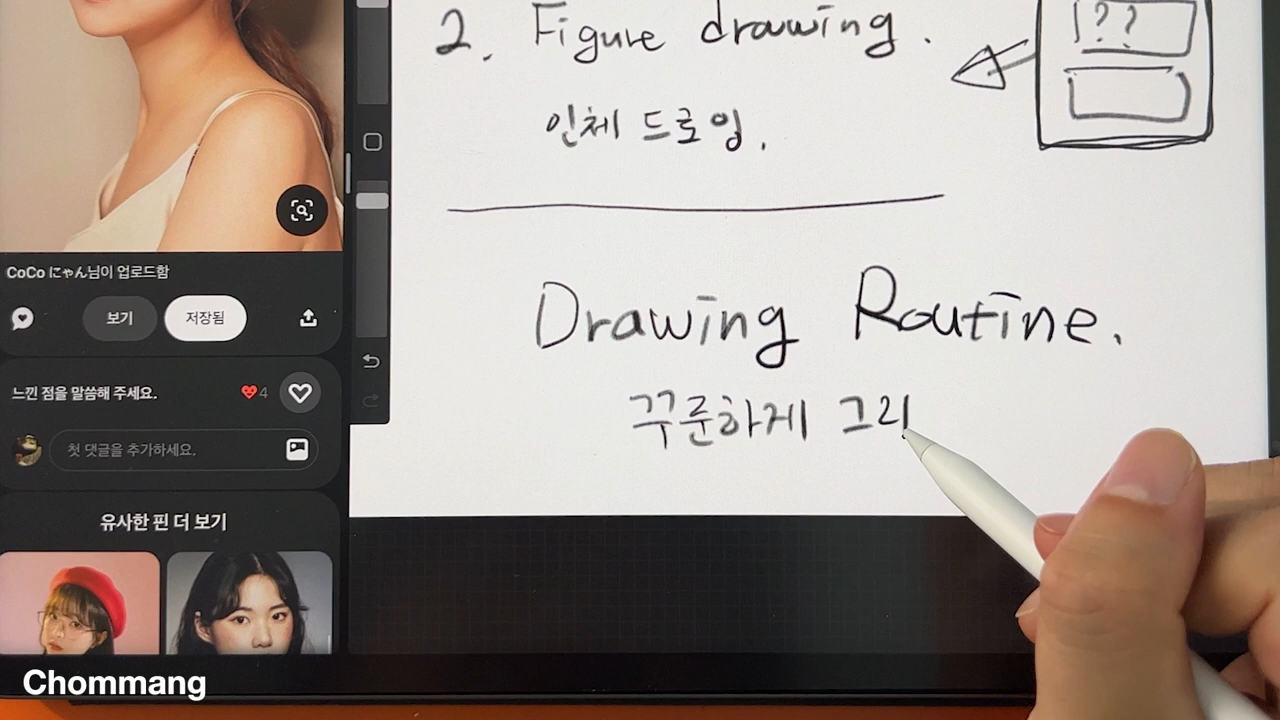 2. Figure drawing.
인체 드로잉.
??
Drawing Routine.
꾸준하게 그리
CoCo にゃん님이 업로드함
보기
저장됨
느낀 점을 말씀해 주세요.
4
첫 댓글을 추가하세요.
유사한 핀 더 보기
Chommang